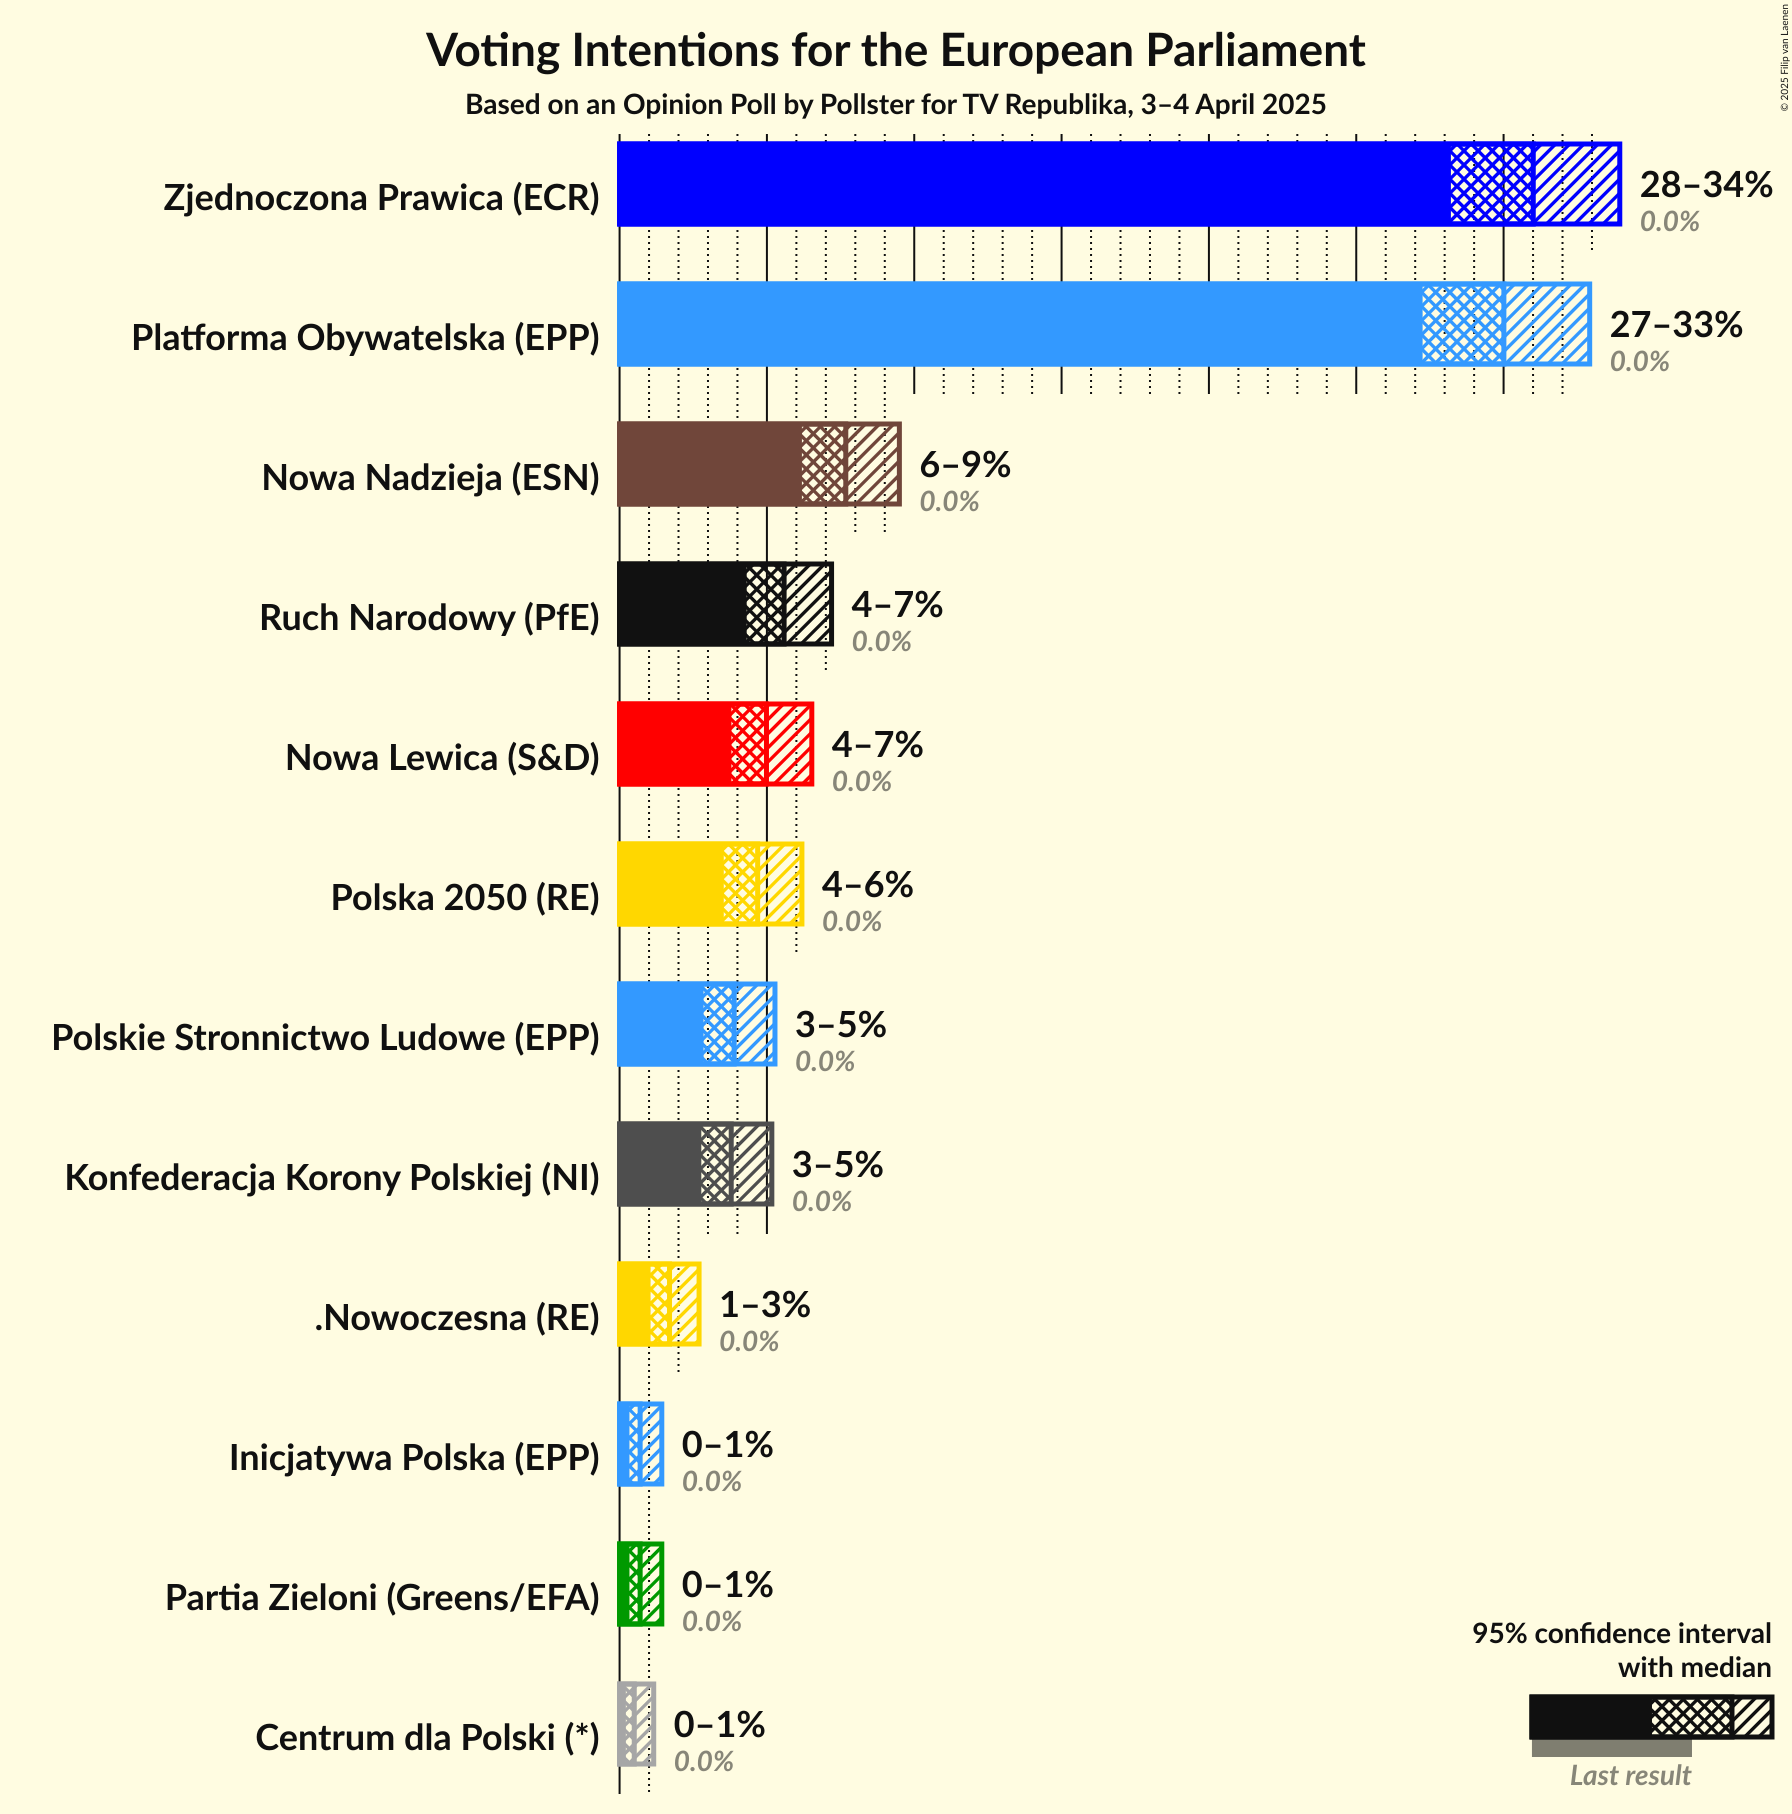 Voting Intentions for the European Parliament
Based on an Opinion Poll by Pollster for TV Republika, 3–4 April 2025
© 2025 Filip van Laenen
Zjednoczona Prawica (ECR)
28–34%
0.0%
Platforma Obywatelska (EPP)
27–33%
0.0%
Nowa Nadzieja (ESN)
6–9%
0.0%
Ruch Narodowy (PfE)
4–7%
0.0%
Nowa Lewica (S&D)
4–7%
0.0%
Polska 2050 (RE)
4–6%
0.0%
Polskie Stronnictwo Ludowe (EPP)
3–5%
0.0%
Konfederacja Korony Polskiej (NI)
3–5%
0.0%
.Nowoczesna (RE)
1–3%
0.0%
Inicjatywa Polska (EPP)
0–1%
0.0%
Partia Zieloni (Greens/EFA)
0–1%
0.0%
Centrum dla Polski (*)
0–1%
0.0%
95% confidence interval
with median
Last result